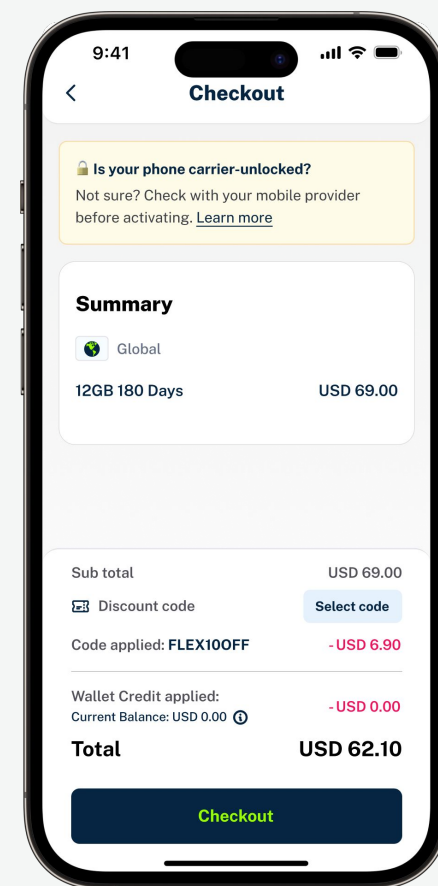 9:41
Checkout
Is your phone carrier-unlocked?
Not sure? Check with your mobile provider
before activating. Learn more
Summary
Global
12GB 180 Days USD 69.00
Sub total USD 69.00
Discount code Select code
Code applied: FLEX10OFF - USD 6.90
Wallet Credit applied: - USD 0.00
Current Balance: USD 0.00
Total USD 62.10
Checkout